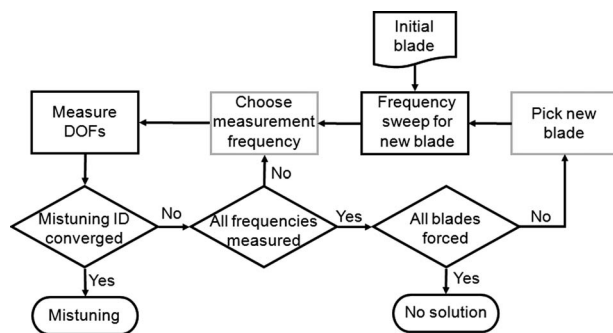 Initial
blade
Measure
DOFs
Choose
measurement
frequency
Frequency
sweep for
new blade
Pick new
blade
No
Mistuning ID
converged
No
All frequencies
measured
Yes
All blades
forced
No
Yes
Yes
Mistuning
No solution